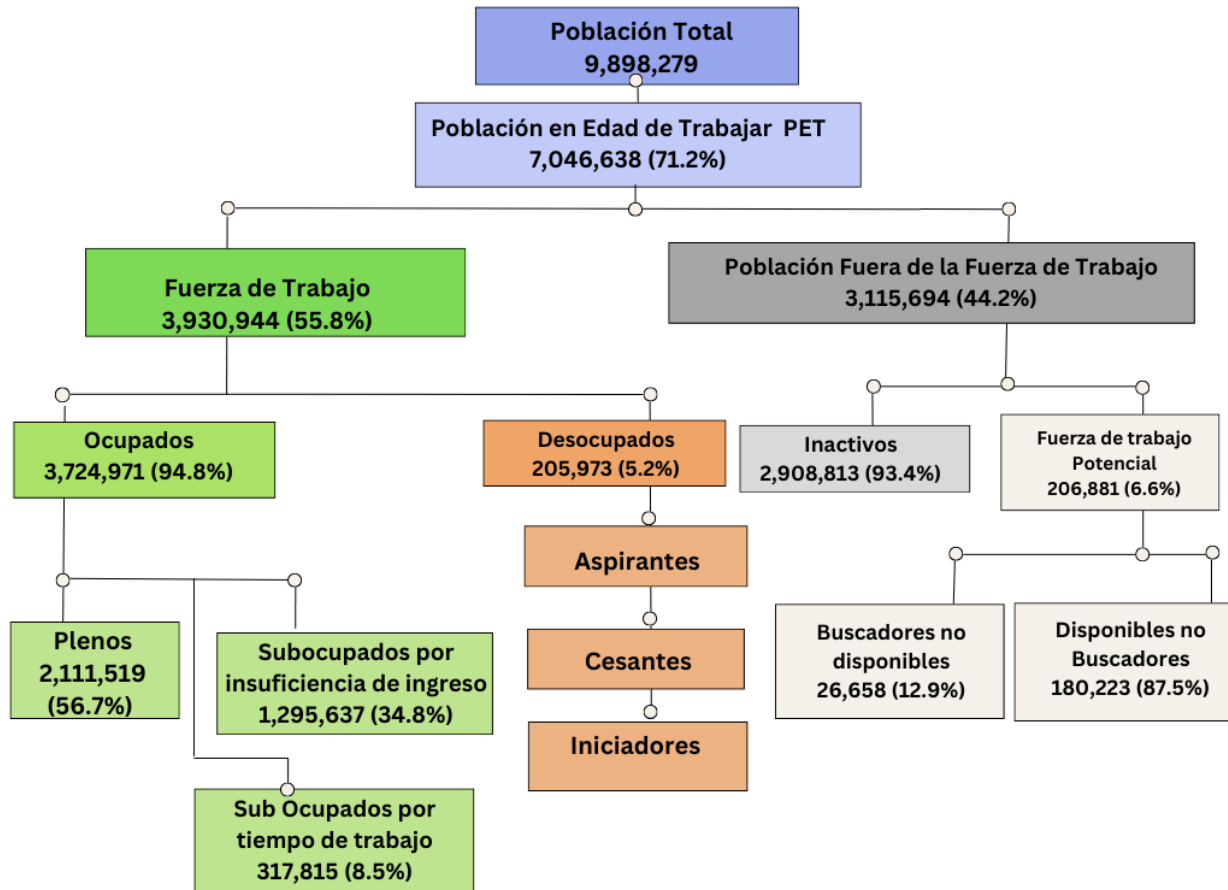 Población Total
9,898,279
Población en Edad de Trabajar PET
7,046,638 (71.2%)
Fuerza de Trabajo
3,930,944 (55.8%)
Población Fuera de la Fuerza de Trabajo
3,115,694 (44.2%)
Ocupados
3,724,971 (94.8%)
Desocupados
205,973 (5.2%)
Inactivos
2,908,813 (93.4%)
Fuerza de trabajo
Potencial
206,881 (6.6%)
Aspirantes
Cesantes
Iniciadores
Plenos
2,111,519
(56.7%)
Subocupados por
insuficiencia de ingreso
1,295,637 (34.8%)
Sub Ocupados por
tiempo de trabajo
317,815 (8.5%)
Buscadores no
disponibles
26,658 (12.9%)
Disponibles no
Buscadores
180,223 (87.5%)